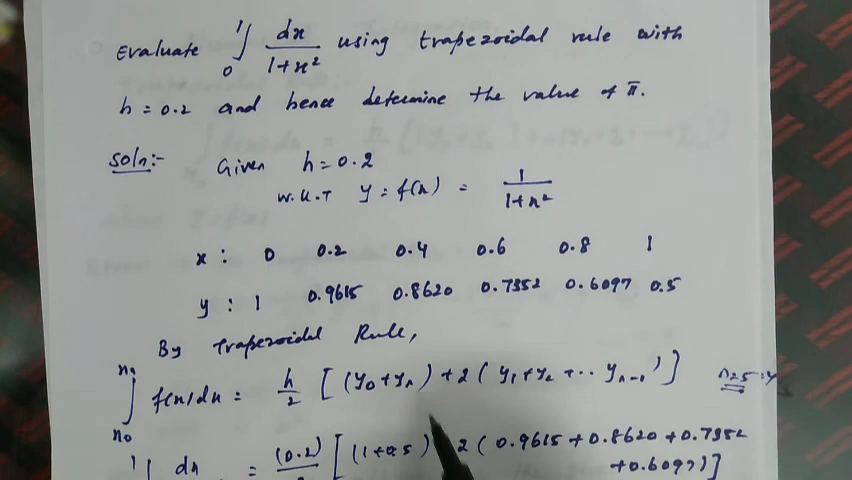 Evaluate ∫₀¹ dx/(1+x²) using trapezoidal rule with
h = 0.2 and hence determine the value of π.
Soln:- Given h = 0.2
W.K.T y = f(x) = 1/(1+x²)
x : 0 0.2 0.4 0.6 0.8 1
y : 1 0.9615 0.8620 0.7352 0.6097 0.5
By Trapezoidal Rule,
∫ f(x)dx = h/2 [(y₀+yₙ)+2(y₁+y₂+... yₙ₋₁)]
dx = (0.2) [(1+0.5) 2(0.9615+0.8620+0.7352
+0.6097)]